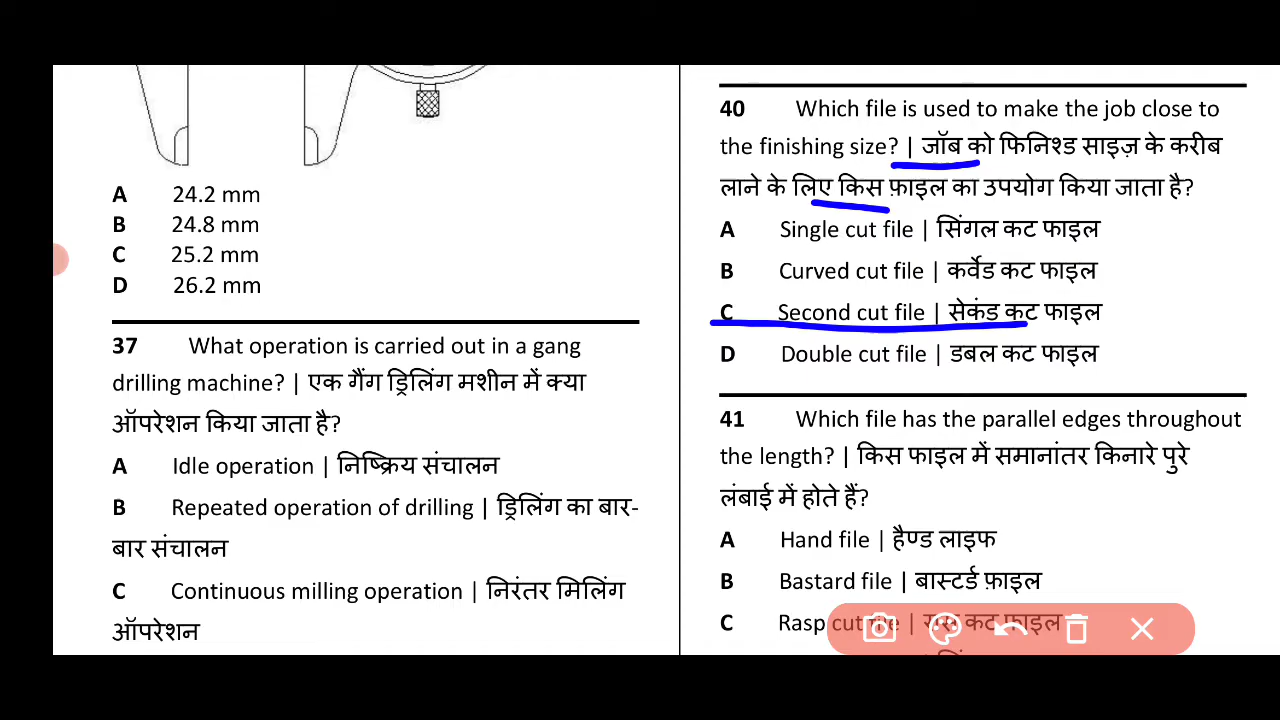 A 24.2 mm
B 24.8 mm
C 25.2 mm
D 26.2 mm
37 What operation is carried out in a gang
drilling machine? | एक गैंग ड्रिलिंग मशीन में क्या
ऑपरेशन किया जाता है?
A Idle operation | निष्क्रिय संचालन
B Repeated operation of drilling | ड्रिलिंग का बार-
बार संचालन
C Continuous milling operation | निरंतर मिलिंग
ऑपरेशन
40 Which file is used to make the job close to
the finishing size? | जॉब को फिनिश्ड साइज़ के करीब
लाने के लिए किस फ़ाइल का उपयोग किया जाता है?
A Single cut file | सिंगल कट फाइल
B Curved cut file | कर्वेड कट फाइल
C Second cut file | सेकंड कट फाइल
D Double cut file | डबल कट फाइल
41 Which file has the parallel edges throughout
the length? | किस फाइल में समानांतर किनारे पुरे
लंबाई में होते हैं?
A Hand file | हैण्ड लाइफ
B Bastard file | बास्टर्ड फ़ाइल
C Rasp cut file | कट फाइल